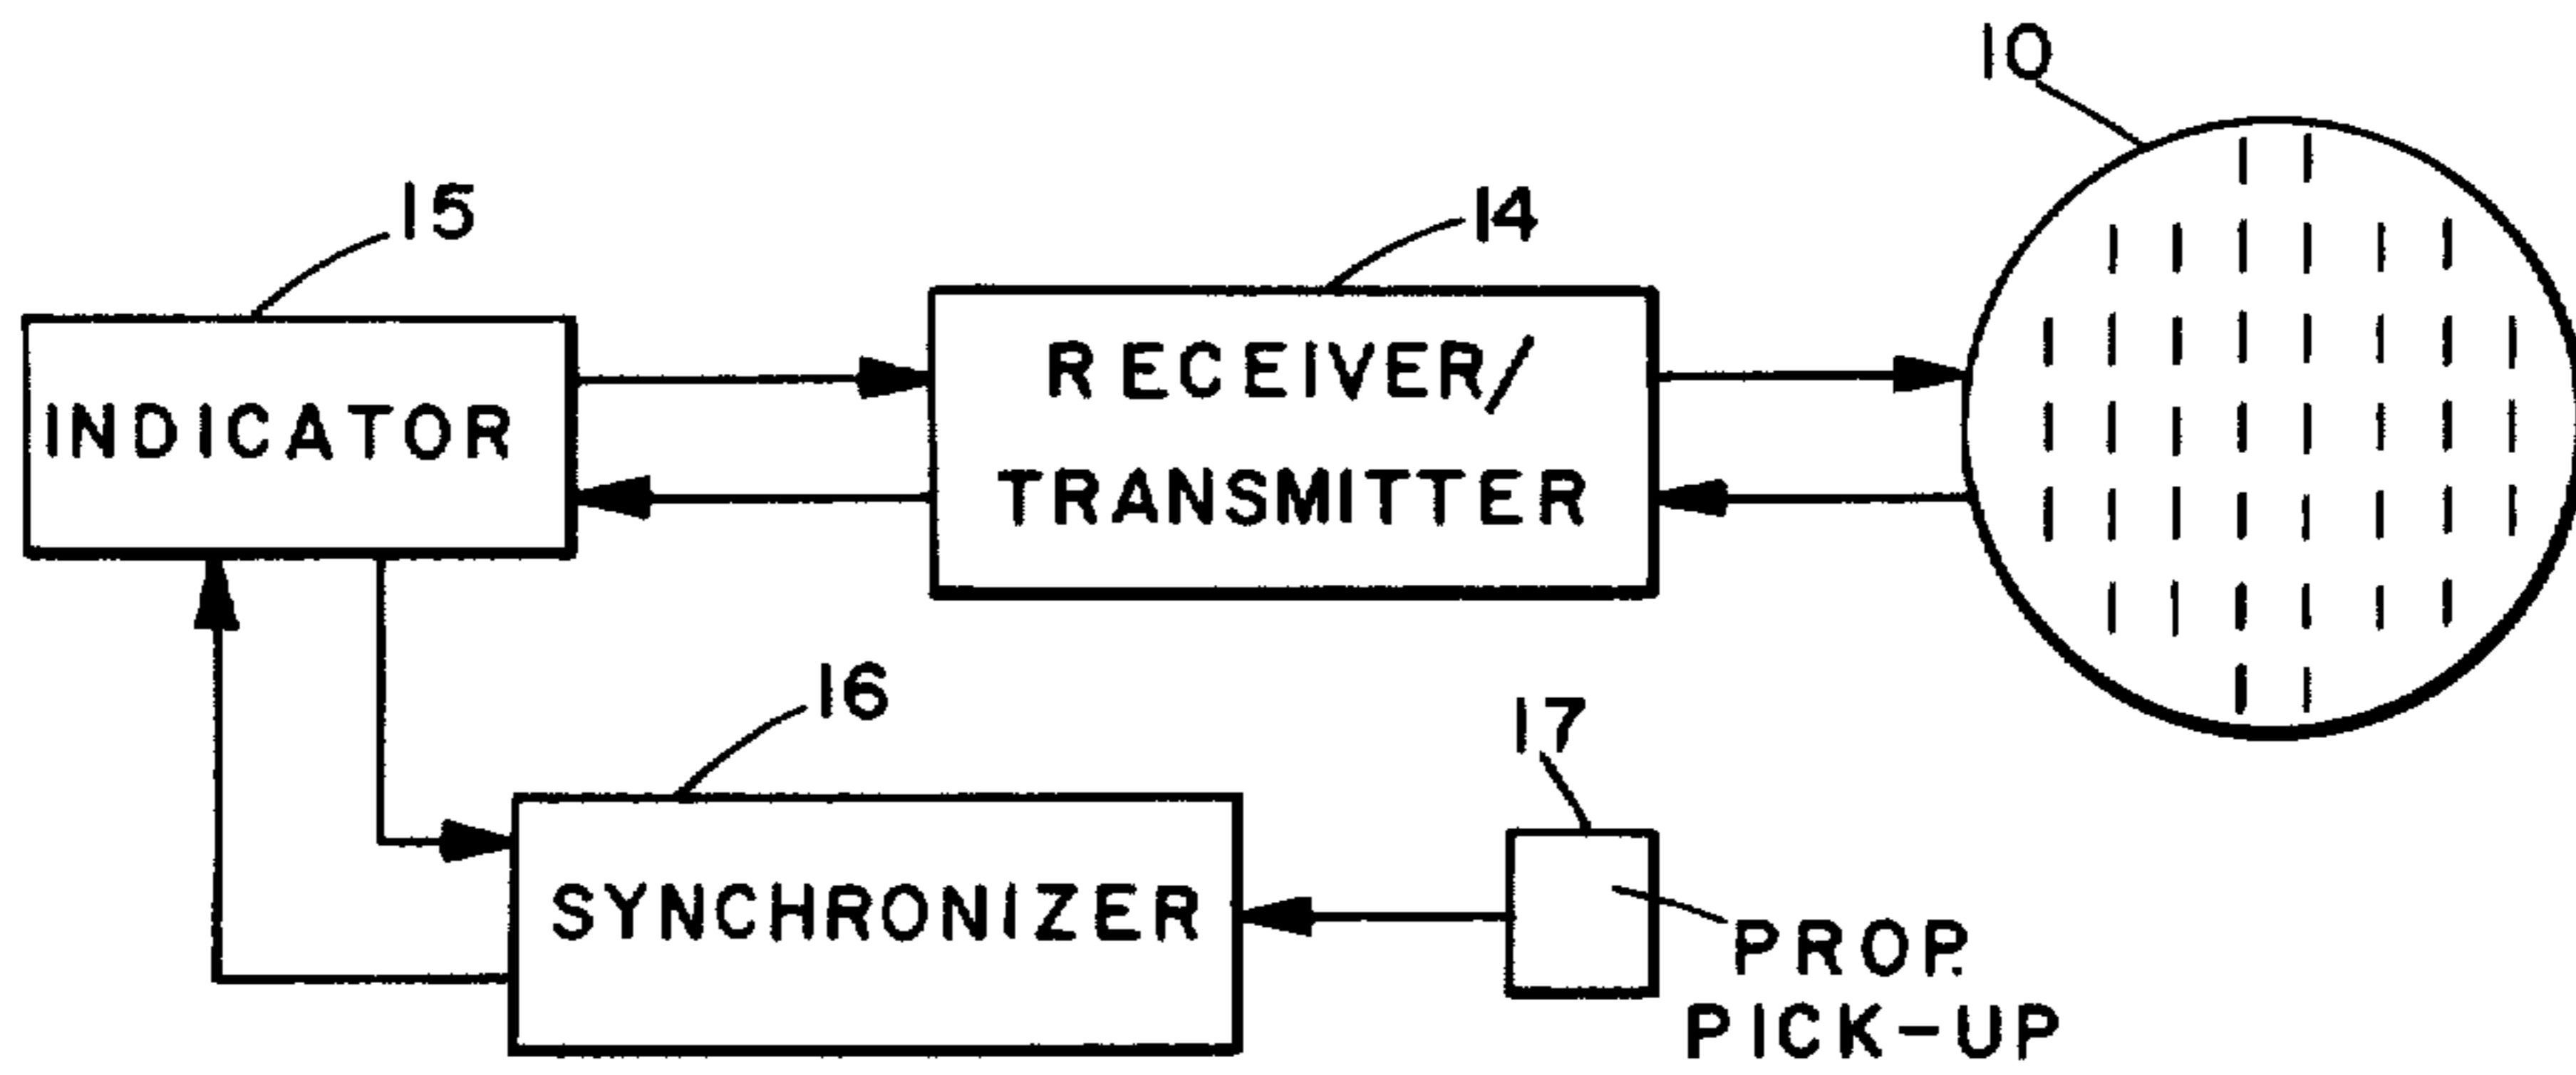 10
15
14
INDICATOR
RECEIVER/
TRANSMITTER
16
17
SYNCHRONIZER
PROP.
PICK-UP